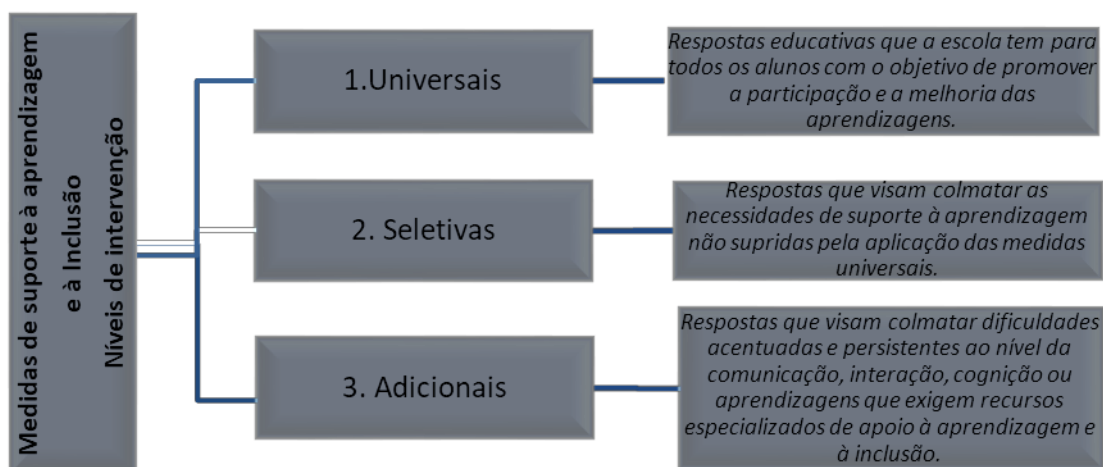 Medidas de suporte à aprendizagem
e à Inclusão
Níveis de intervenção
1.Universais
Respostas educativas que a escola tem para
todos os alunos com o objetivo de promover
a participação e a melhoria das
aprendizagens.
2. Seletivas
Respostas que visam colmatar as
necessidades de suporte à aprendizagem
não supridas pela aplicação das medidas
universais.
3. Adicionais
Respostas que visam colmatar dificuldades
acentuadas e persistentes ao nível da
comunicação, interação, cognição ou
aprendizagens que exigem recursos
especializados de apoio à aprendizagem e
à inclusão.